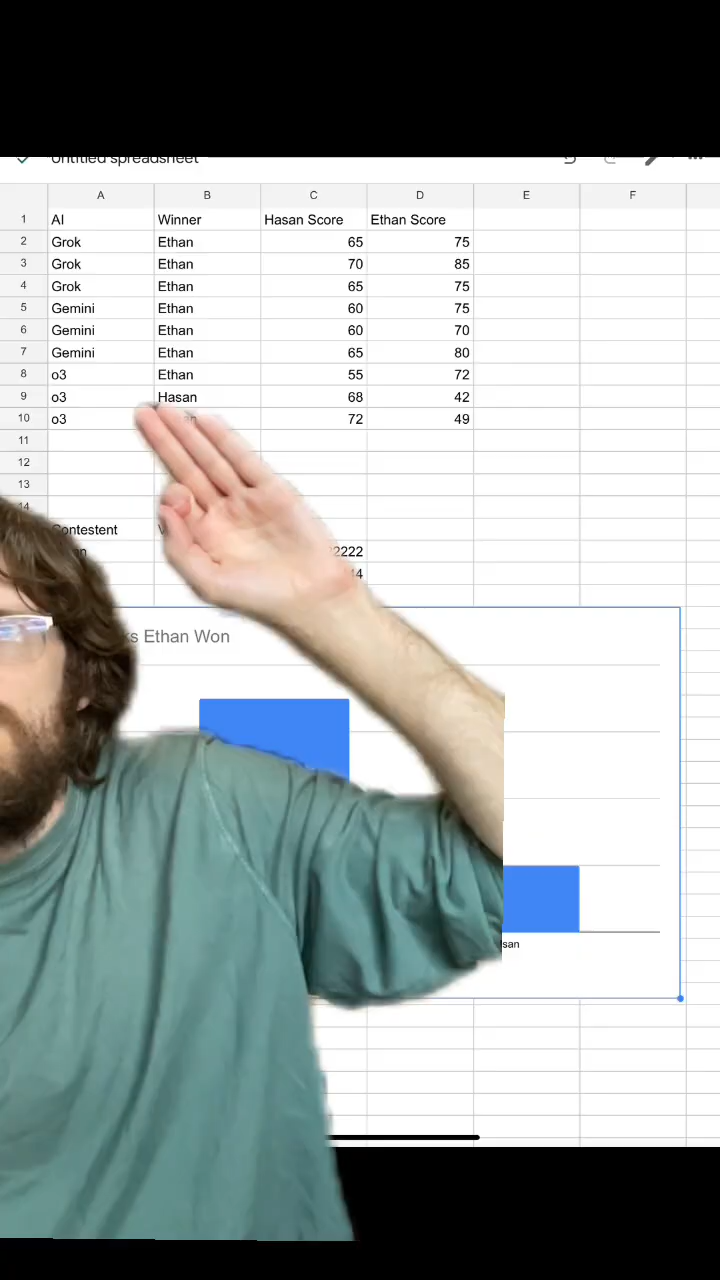 Untitled spreadsheet
A B C D E F
1 AI Winner Hasan Score Ethan Score
2 Grok Ethan 65 75
3 Grok Ethan 70 85
4 Grok Ethan 65 75
5 Gemini Ethan 60 75
6 Gemini Ethan 60 70
7 Gemini Ethan 65 80
8 o3 Ethan 55 72
9 o3 Hasan 68 42
10 o3 72 49
11
12
13
14
Contestent
Ethan Won